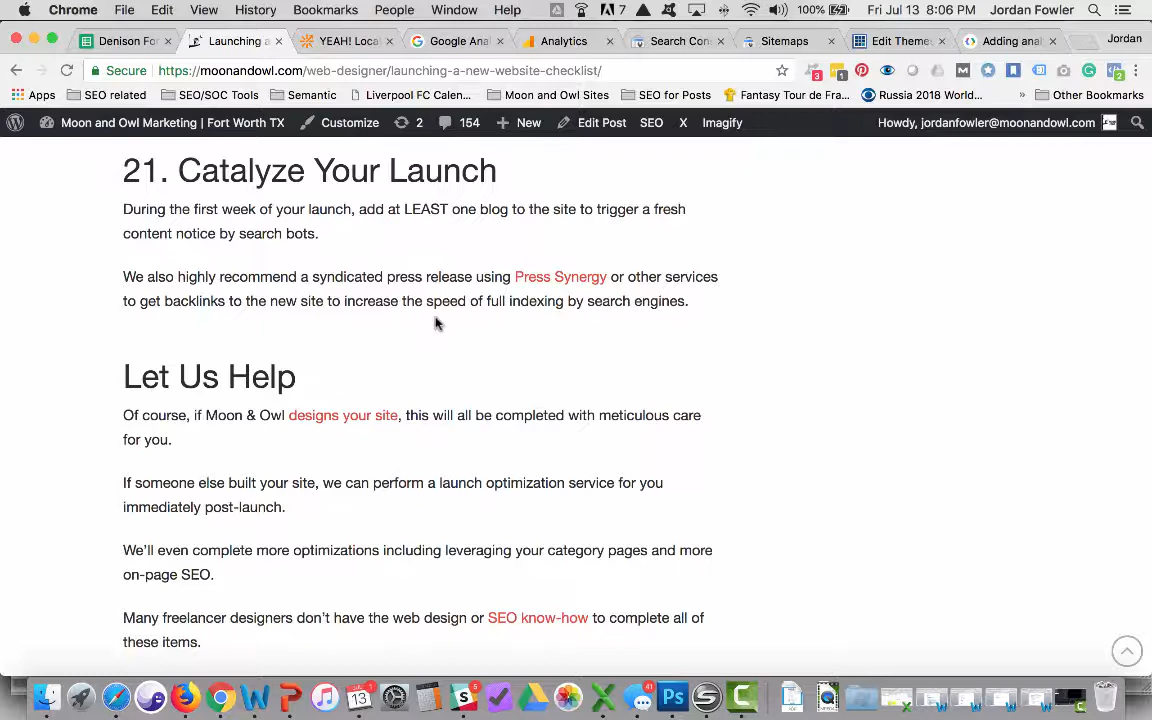 Chrome File Edit View History Bookmarks People Window Help 7 100% Fri Jul 13 8:06 PM Jordan Fowler
Denison For Launching a YEAH! Loca Google Ana Analytics Search Con Sitemaps Edit Theme Adding anal Jordan
Secure https://moonandowl.com/web-designer/launching-a-new-website-checklist/ 3 1 2
Apps SEO related SEO/SOC Tools Semantic Liverpool FC Calen... Moon and Owl Sites SEO for Posts Fantasy Tour de Fra... Russia 2018 World... » Other Bookmarks
Moon and Owl Marketing | Fort Worth TX Customize 2 154 New Edit Post SEO X Imagify Howdy, jordanfowler@moonandowl.com
21. Catalyze Your Launch
During the first week of your launch, add at LEAST one blog to the site to trigger a fresh
content notice by search bots.
We also highly recommend a syndicated press release using Press Synergy or other services
to get backlinks to the new site to increase the speed of full indexing by search engines.
Let Us Help
Of course, if Moon & Owl designs your site, this will all be completed with meticulous care
for you.
If someone else built your site, we can perform a launch optimization service for you
immediately post-launch.
We'll even complete more optimizations including leveraging your category pages and more
on-page SEO.
Many freelancer designers don't have the web design or SEO know-how to complete all of
these items.